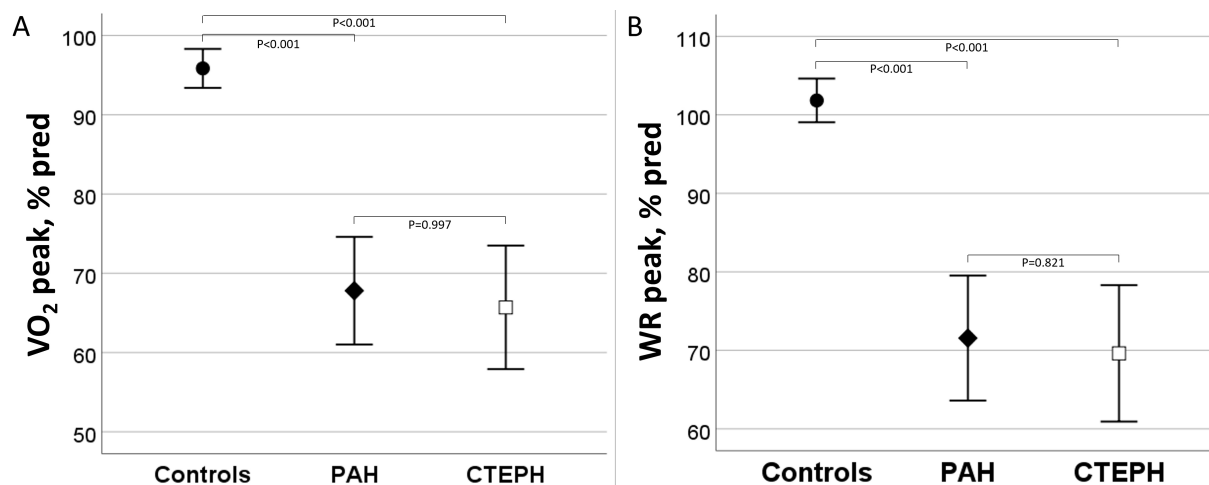 A
P<0.001
P<0.001
100
90
80
70
60
50
VO₂ peak, % pred
P=0.997
Controls PAH CTEPH
B
P<0.001
P<0.001
110
100
90
80
70
60
WR peak, % pred
P=0.821
Controls PAH CTEPH